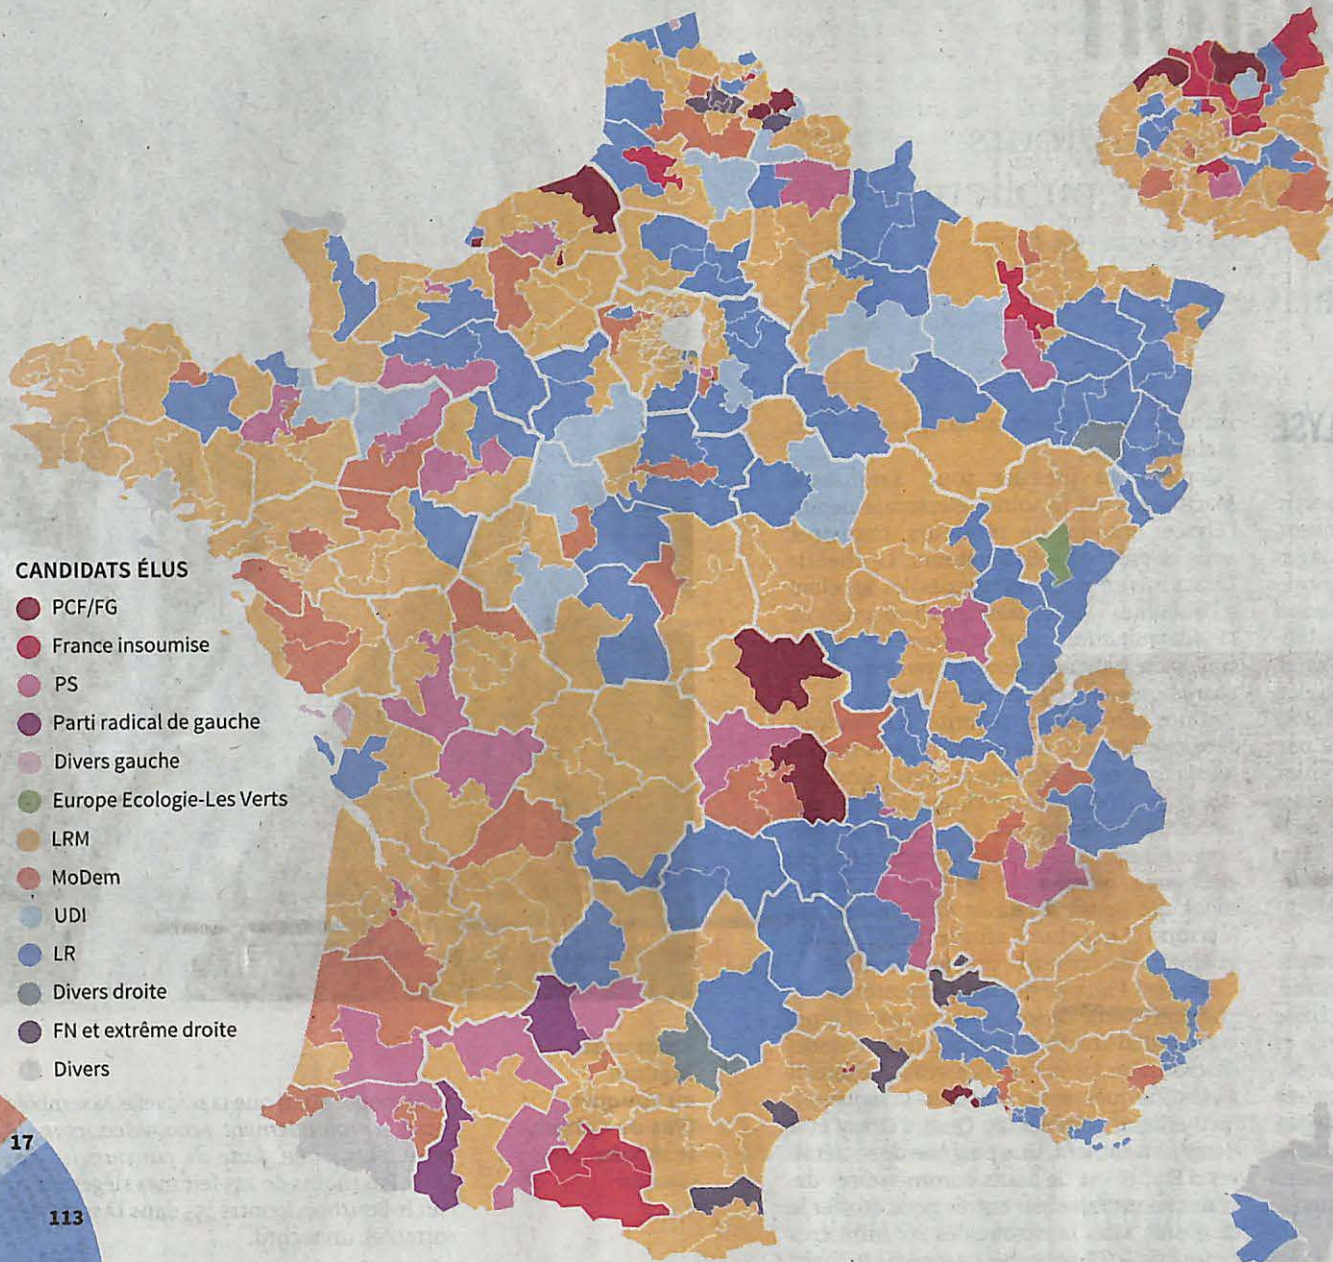 CANDIDATS ÉLUS
PCF/FG
France insoumise
PS
Parti radical de gauche
Divers gauche
Europe Ecologie-Les Verts
LRM
MoDem
UDI
LR
Divers droite
FN et extrême droite
Divers
17
113